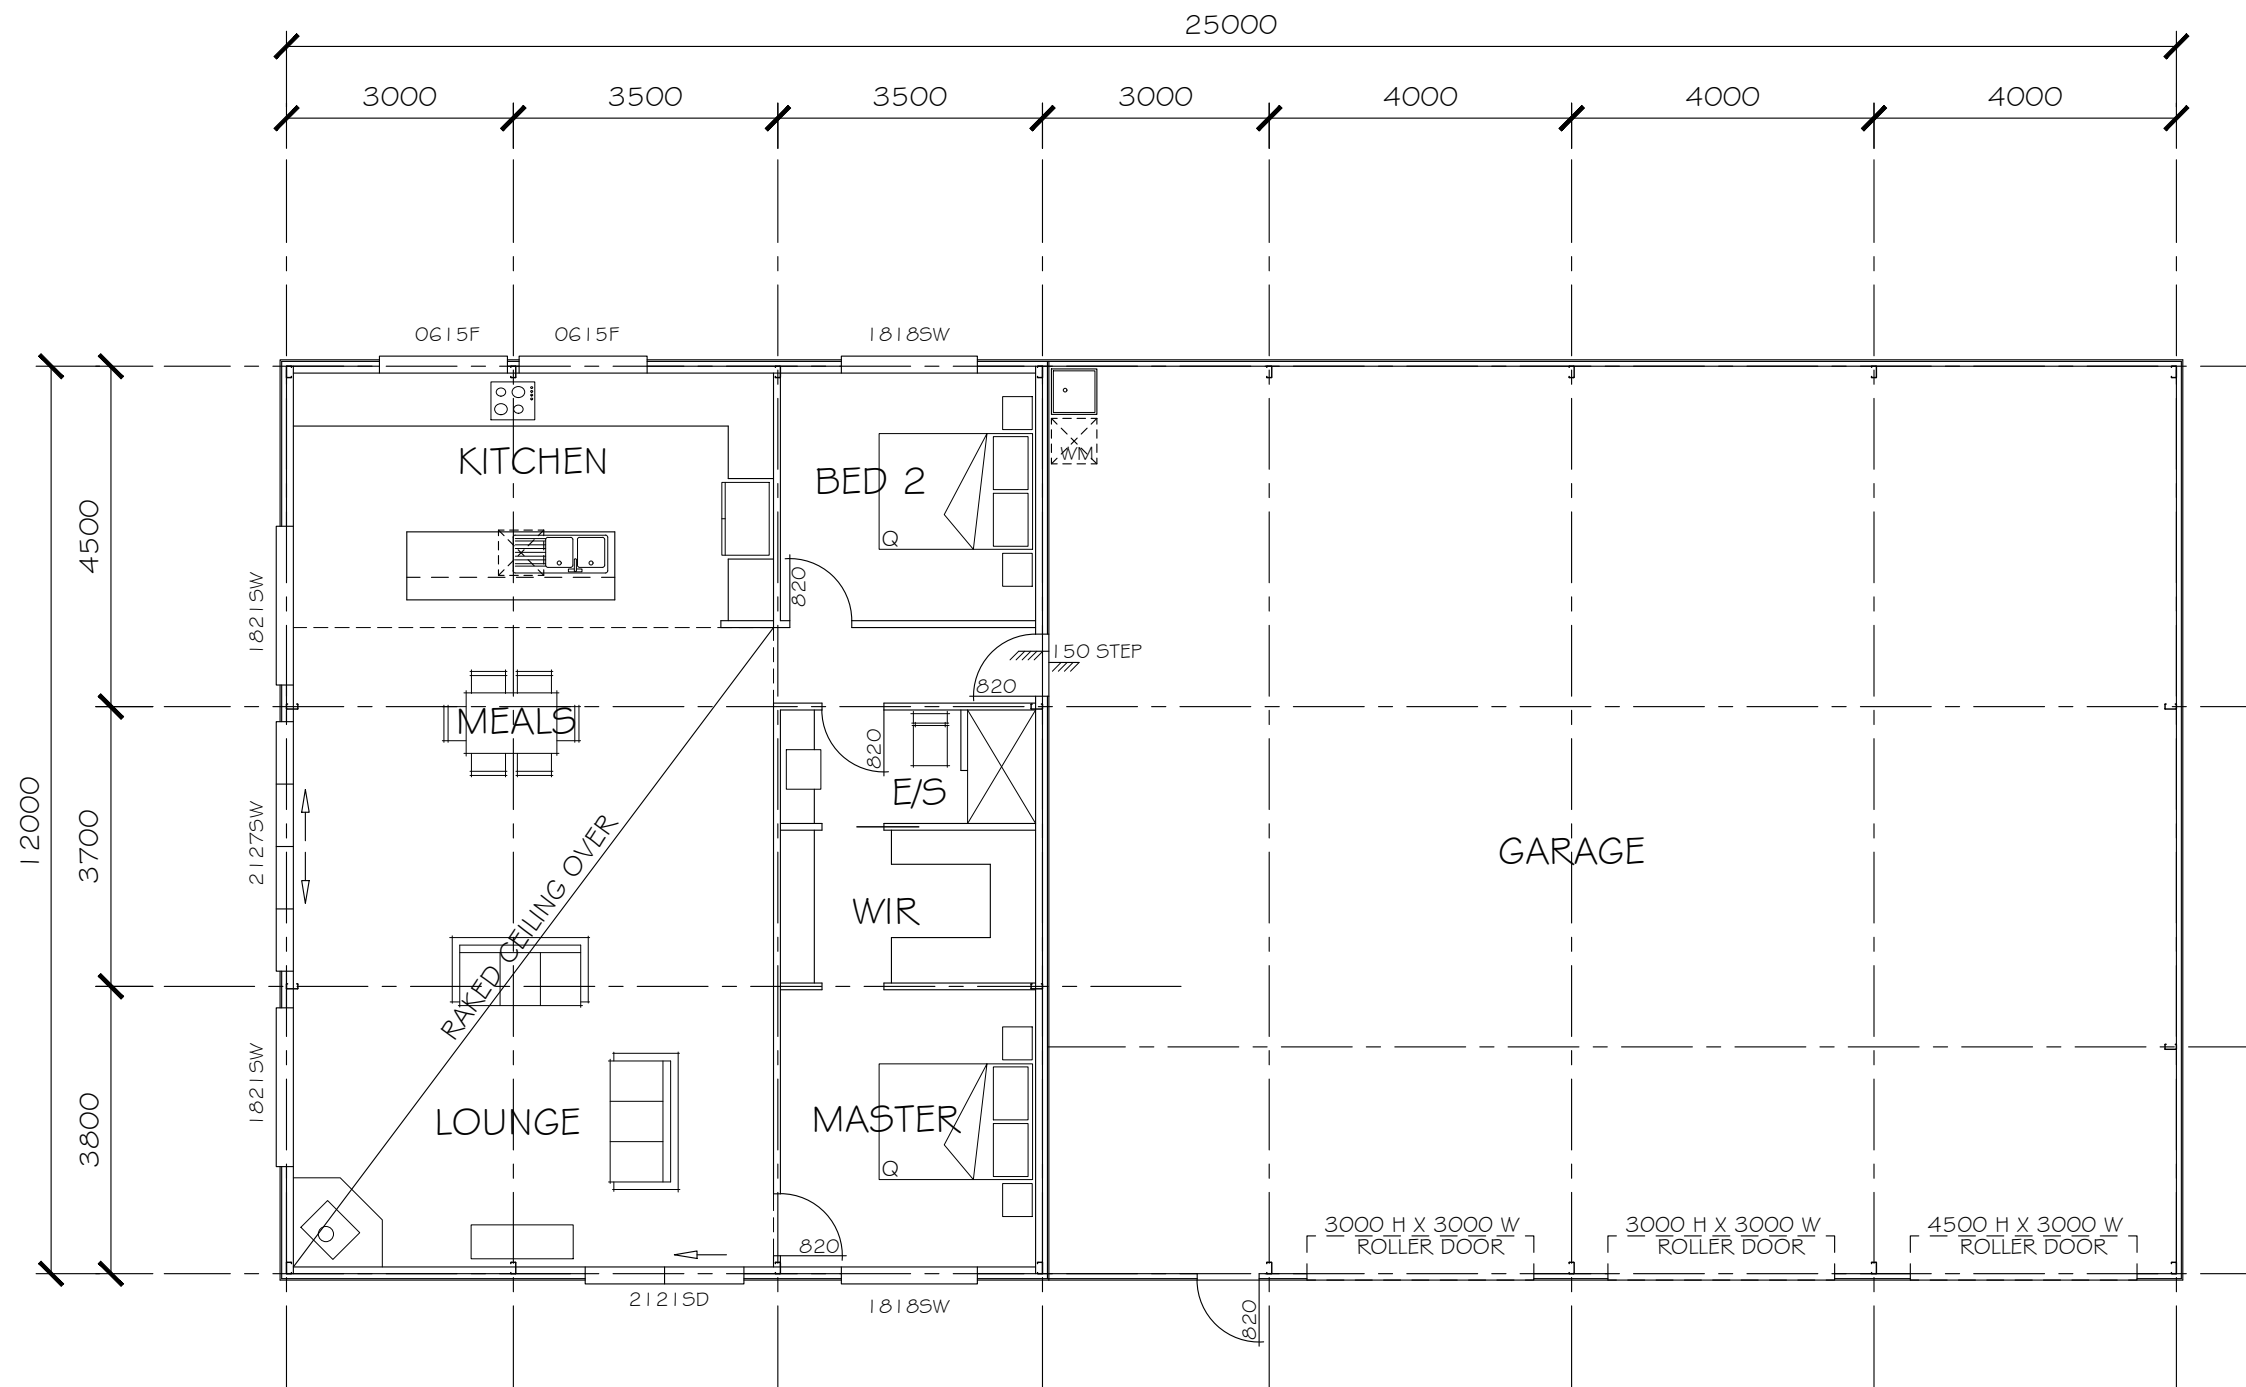 25000
3000 3500 3500 3000 4000 4000 4000
0615F 0615F 1818SW
KITCHEN
BED 2
WM
Q
4500
820
1821SW
150 STEP
820
MEALS
820
E/S
12000
3700
2127SW
RAKED CEILING OVER
GARAGE
WIR
3800
1821SW
LOUNGE
MASTER
Q
820
3000 H X 3000 W
ROLLER DOOR
3000 H X 3000 W
ROLLER DOOR
4500 H X 3000 W
ROLLER DOOR
2121SD
1818SW
820